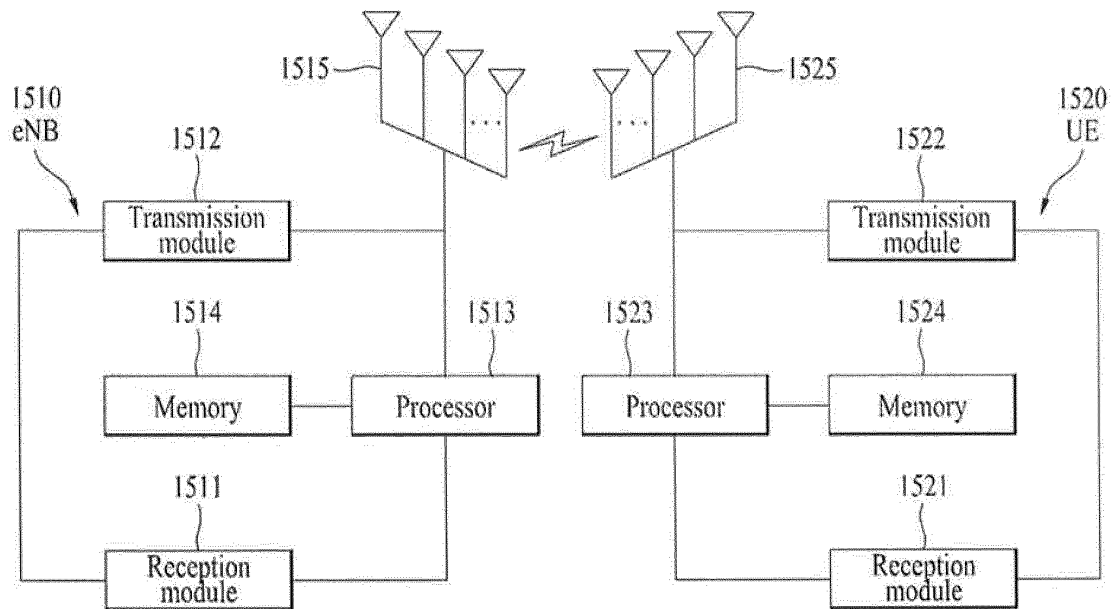 1515
1525
1510
eNB
1520
UE
1512
1522
Transmission
module
Transmission
module
1514
1513
1523
1524
Memory
Processor
Processor
Memory
1511
1521
Reception
module
Reception
module